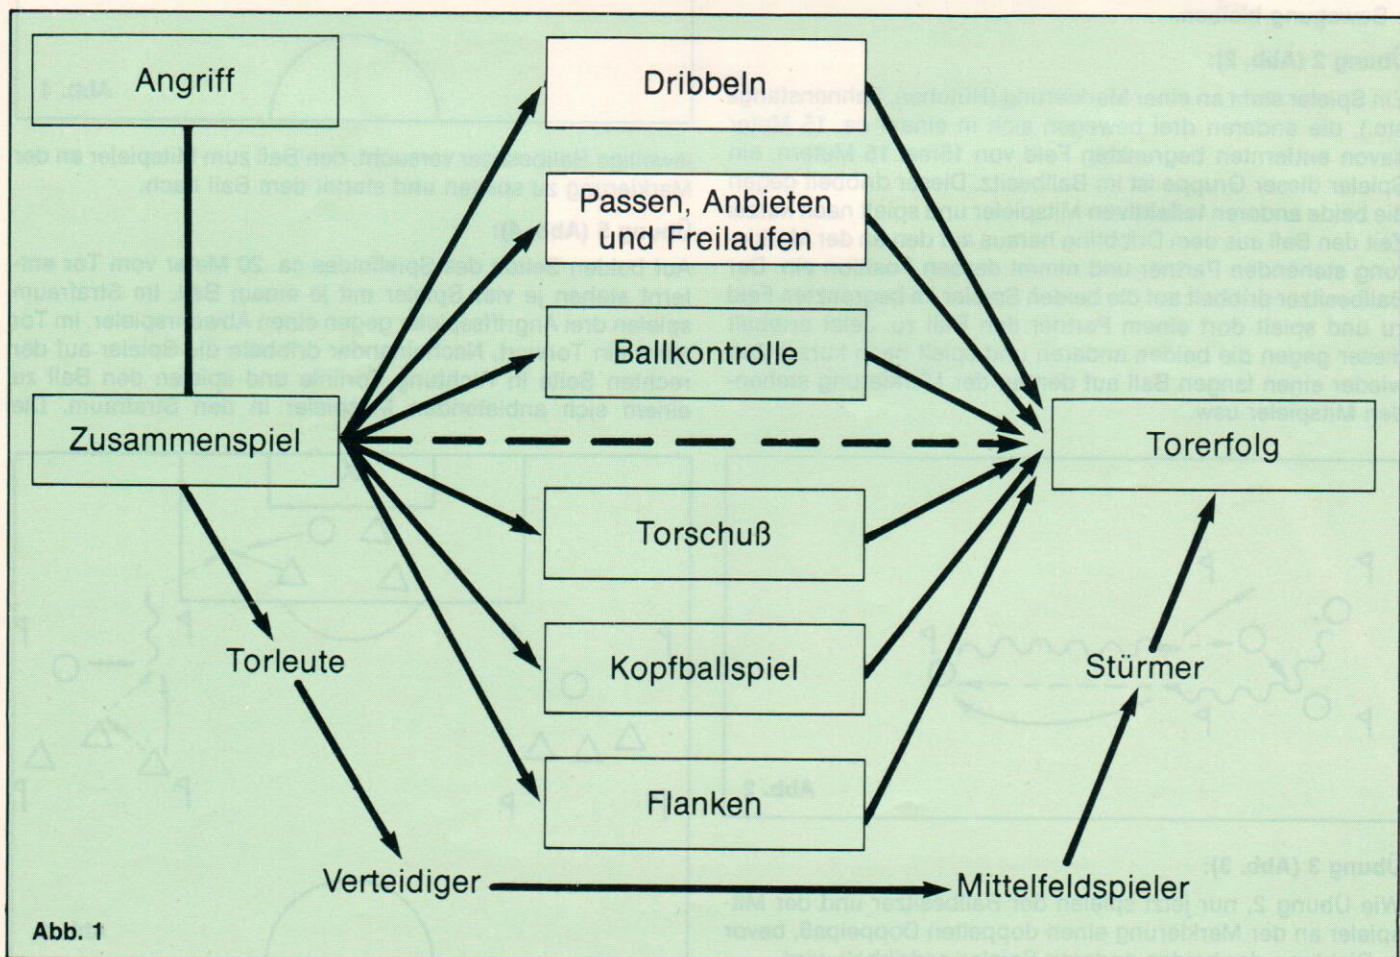 Angriff
Dribbeln
Passen, Anbieten
und Freilaufen
Ballkontrolle
Zusammenspiel
Torerfolg
Torschuß
Kopfballspiel
Torleute
Stürmer
Flanken
Verteidiger
Mittelfeldspieler
Abb. 1